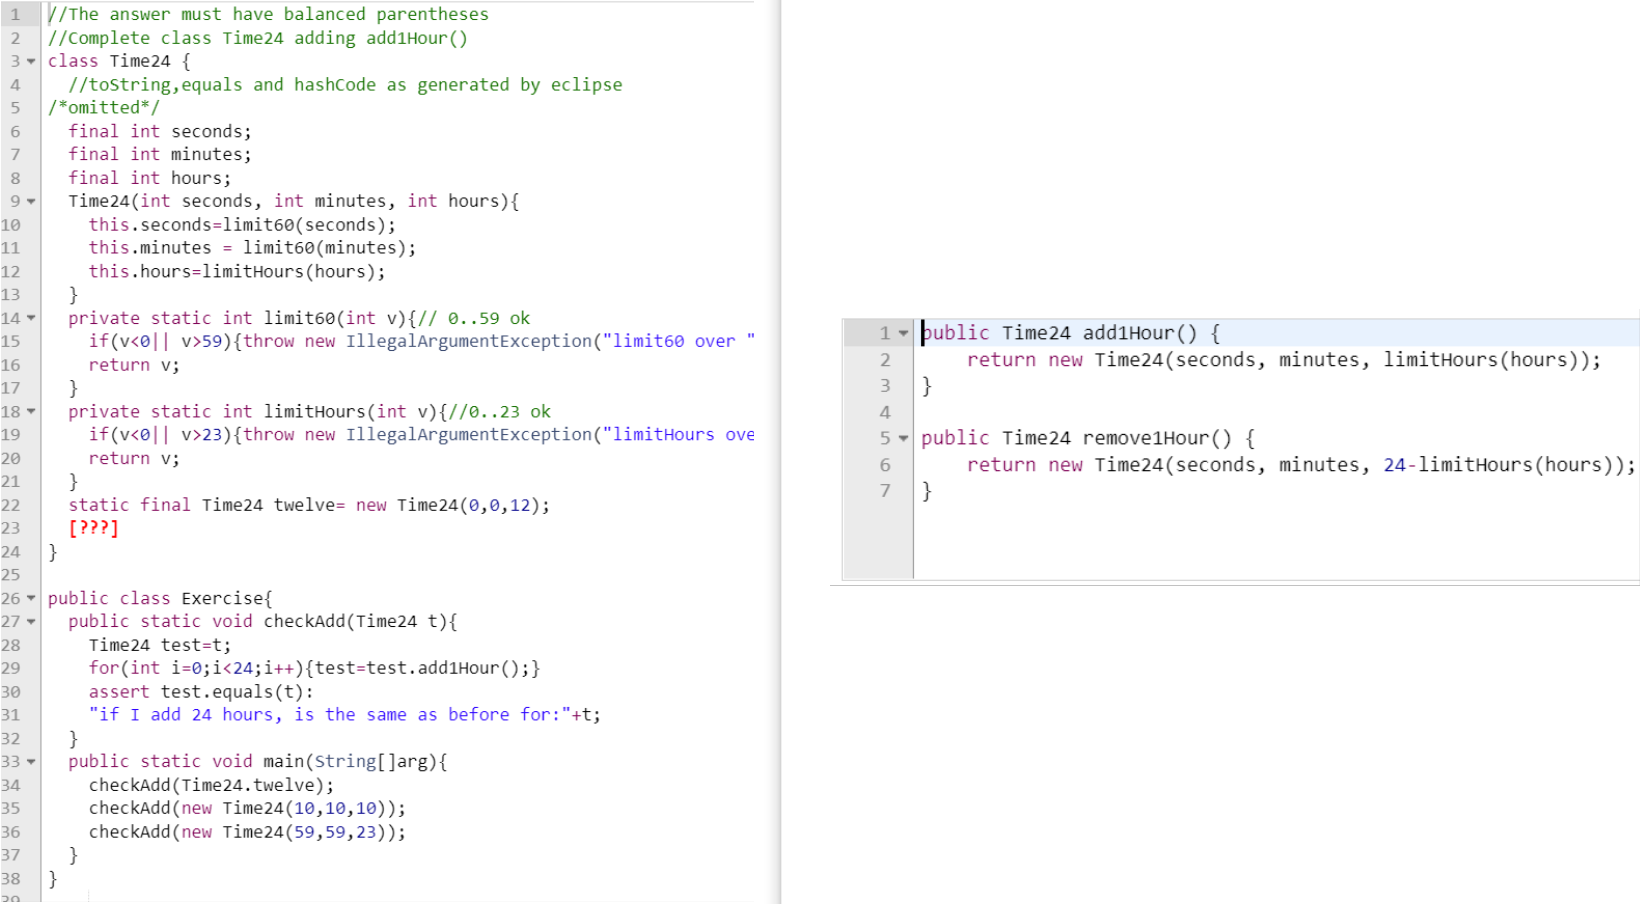 1 //The answer must have balanced parentheses
2 //Complete class Time24 adding add1Hour()
3 class Time24 {
4 //toString,equals and hashCode as generated by eclipse
5 /*omitted*/
6 final int seconds;
7 final int minutes;
8 final int hours;
9 Time24(int seconds, int minutes, int hours){
10 this.seconds=limit60(seconds);
11 this.minutes = limit60(minutes);
12 this.hours=limitHours(hours);
13 }
14 private static int limit60(int v){// 0..59 ok
15 if(v<0|| v>59){throw new IllegalArgumentException("limit60 over "
16 return v;
17 }
18 private static int limitHours(int v){//0..23 ok
19 if(v<0|| v>23){throw new IllegalArgumentException("limitHours ove
20 return v;
21 }
22 static final Time24 twelve= new Time24(0,0,12);
23 [???]
24 }
25
26 public class Exercise{
27 public static void checkAdd(Time24 t){
28 Time24 test=t;
29 for(int i=0;i<24;i++){test=test.add1Hour();}
30 assert test.equals(t):
31 "if I add 24 hours, is the same as before for:"+t;
32 }
33 public static void main(String[]arg){
34 checkAdd(Time24.twelve);
35 checkAdd(new Time24(10,10,10));
36 checkAdd(new Time24(59,59,23));
37 }
38 }
39
1 public Time24 add1Hour() {
2 return new Time24(seconds, minutes, limitHours(hours));
3 }
4
5 public Time24 remove1Hour() {
6 return new Time24(seconds, minutes, 24-limitHours(hours));
7 }